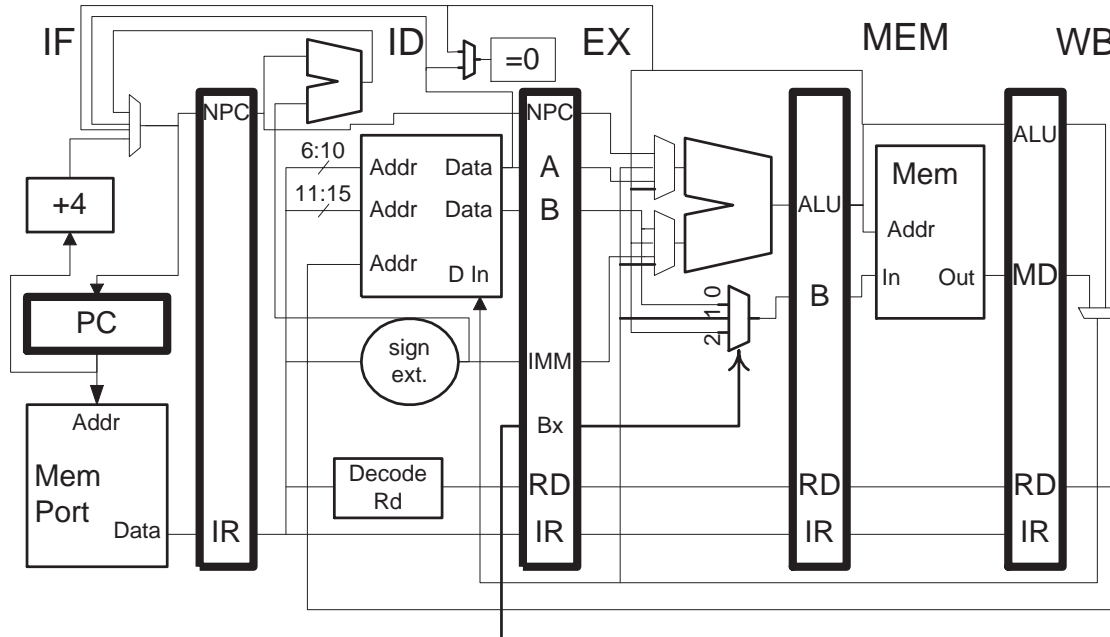 IF
ID
EX
MEM
WB
=0
NPC
NPC
ALU
6:10
Addr
Data
A
Mem
11:15
+4
Addr
Data
B
ALU
Addr
Addr
D In
In
Out
MD
B
0
1
2
PC
sign
ext.
IMM
Addr
Bx
Mem
Port
Decode
Rd
RD
RD
RD
Data
IR
IR
IR
IR